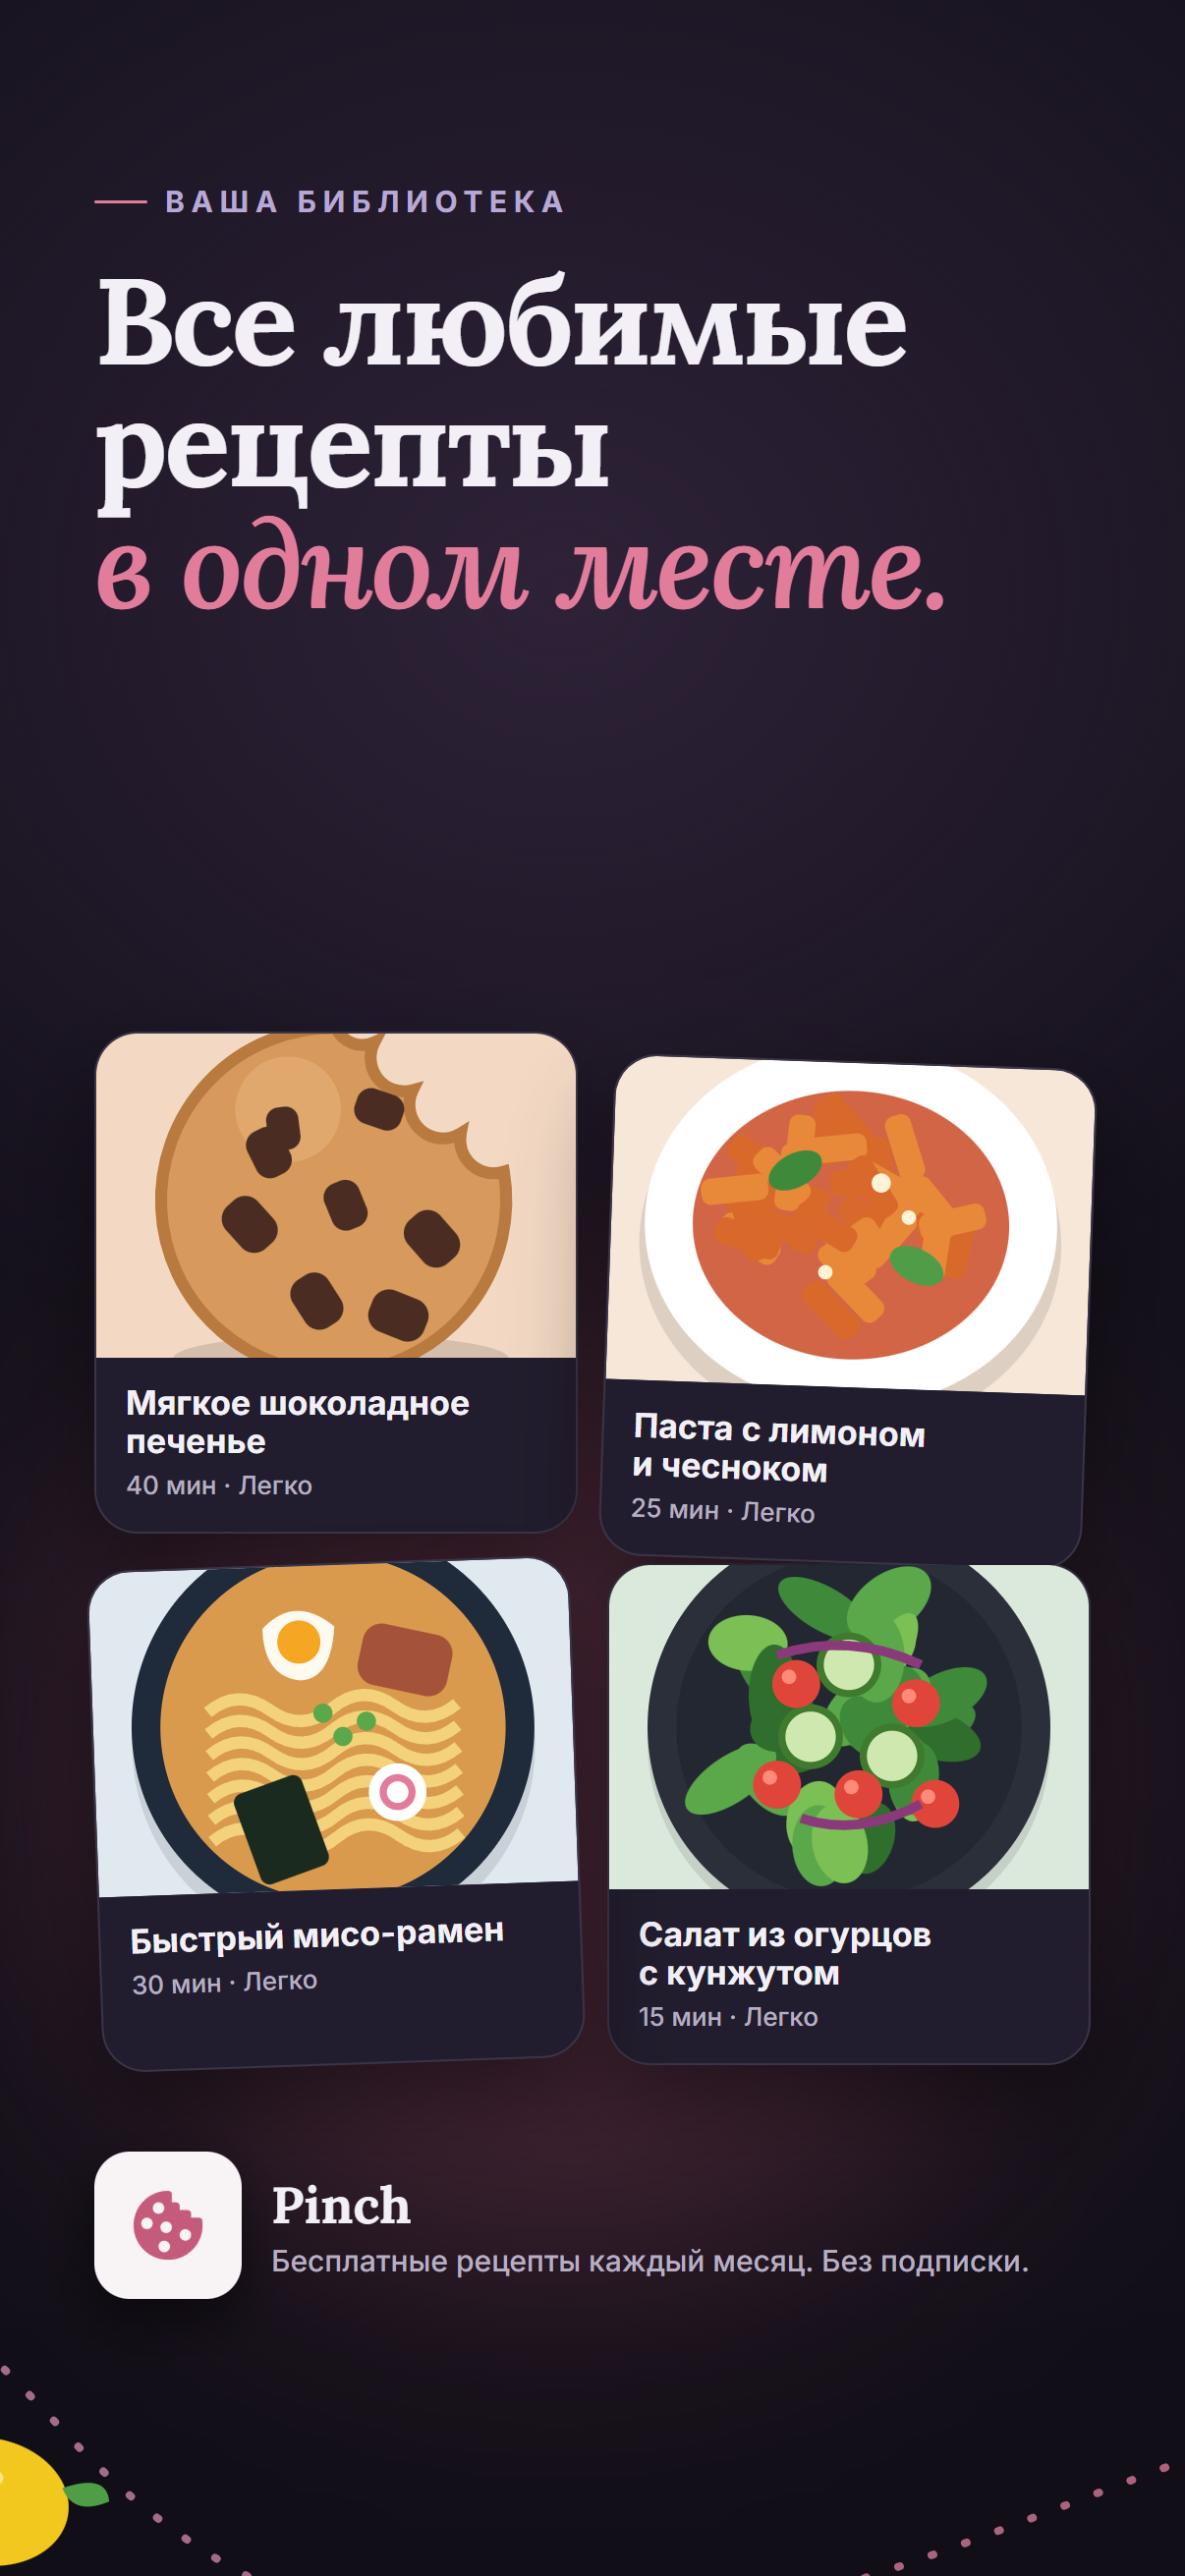 ВАША БИБЛИОТЕКА
Все любимые
рецепты
в одном месте.
Мягкое шоколадное
печенье
40 мин · Легко
Паста с лимоном
и чесноком
25 мин · Легко
Быстрый мисо-рамен
30 мин · Легко
Салат из огурцов
с кунжутом
15 мин · Легко
Pinch
Бесплатные рецепты каждый месяц. Без подписки.